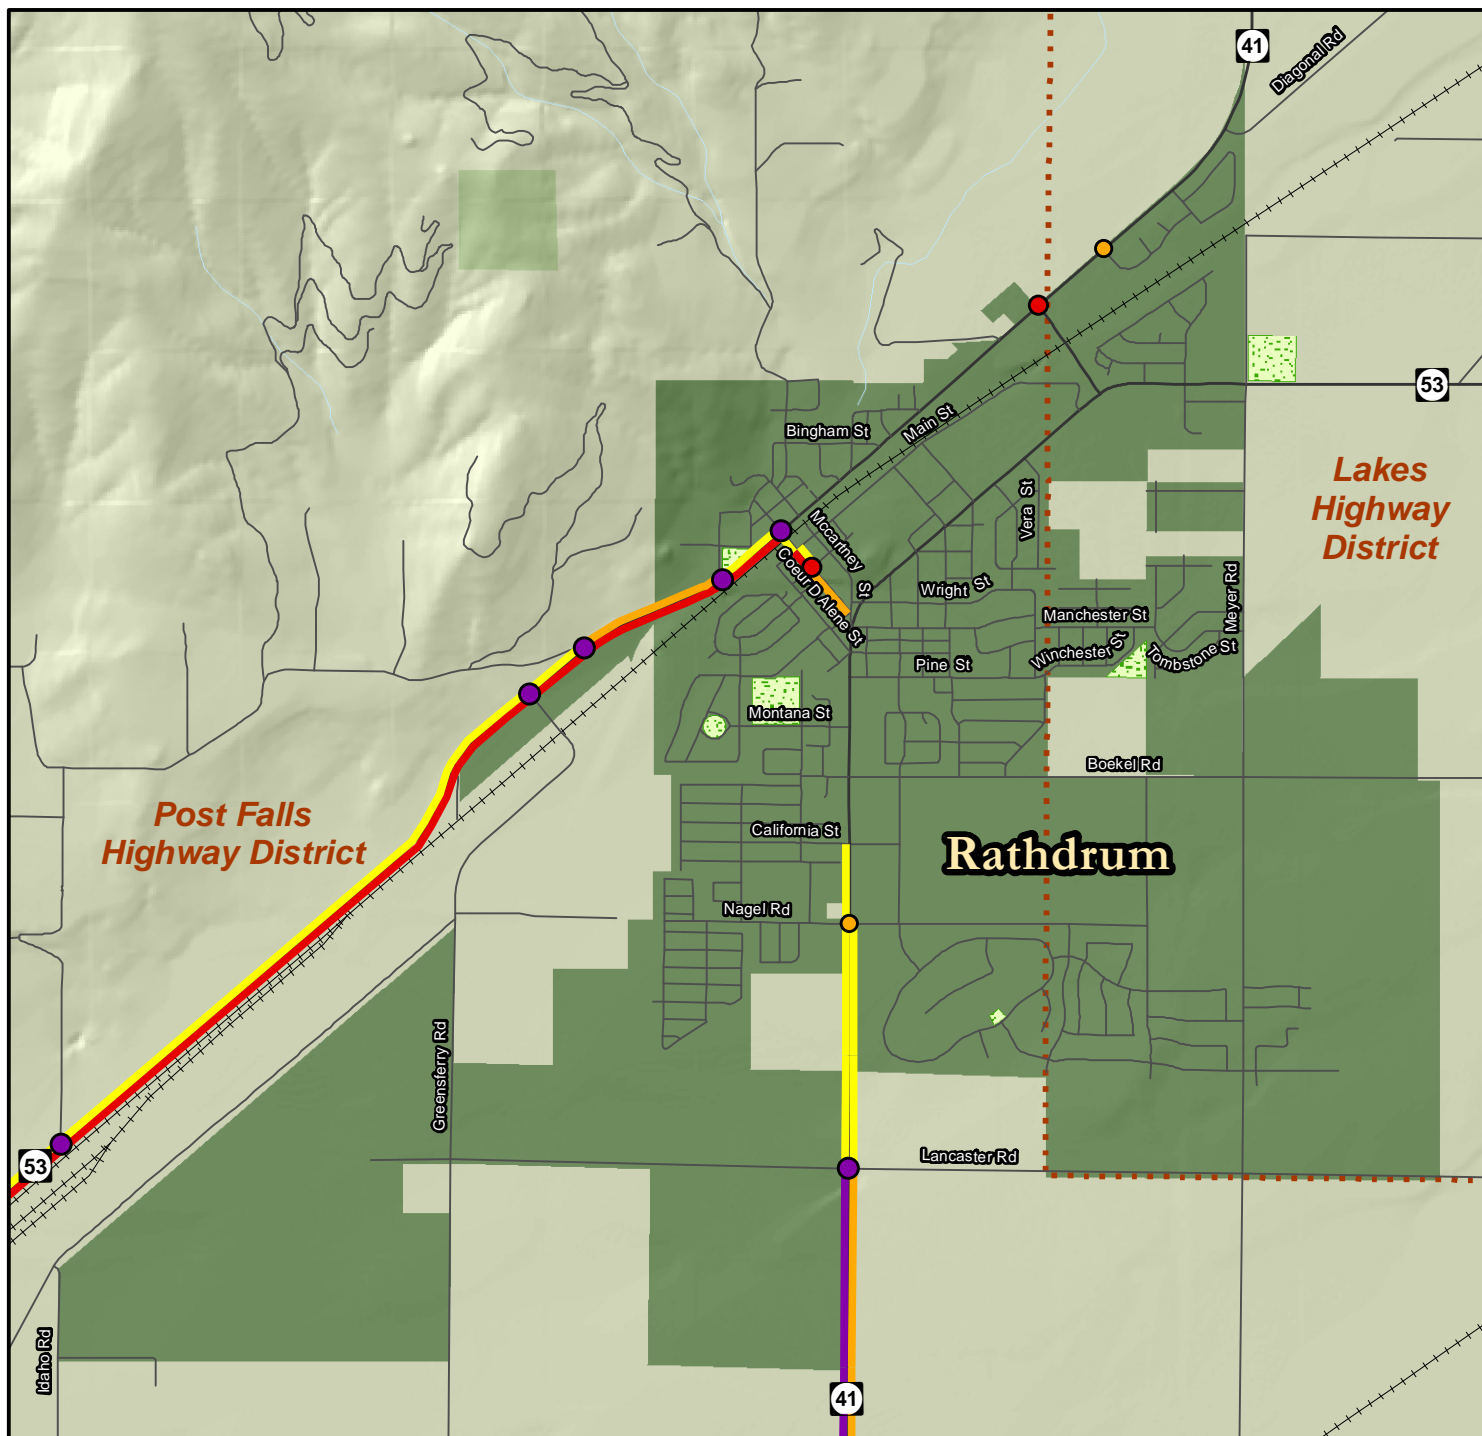 41
Diagonal Rd
53
Bingham St
Main St
Lakes
Highway
District
Mccartney
St
Vera St
Coeur D Alene St
Wright St
Manchester St
Meyer Rd
Winchester St
Tombstone St
Pine St
Montana St
Boekel Rd
Post Falls
Highway District
California St
Rathdrum
Nagel Rd
Greensferry Rd
Lancaster Rd
53
Idaho Rd
41